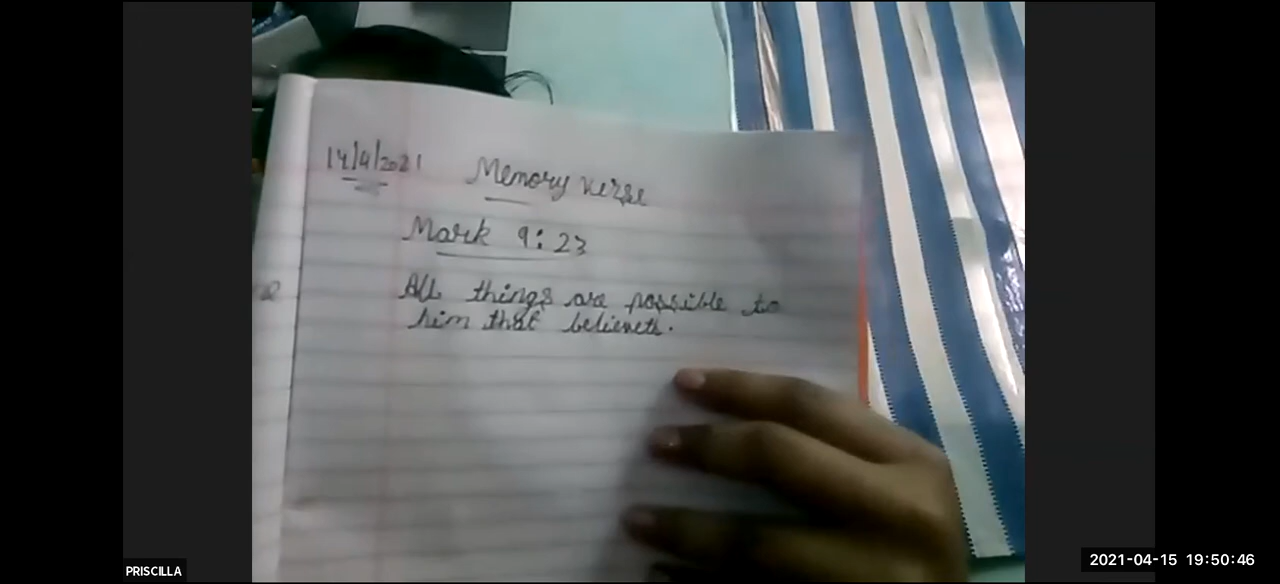 14/4/2021 Memory verse
Mark 9:23
All things are possible to
him that believeth.
PRISCILLA
2021-04-15 19:50:46